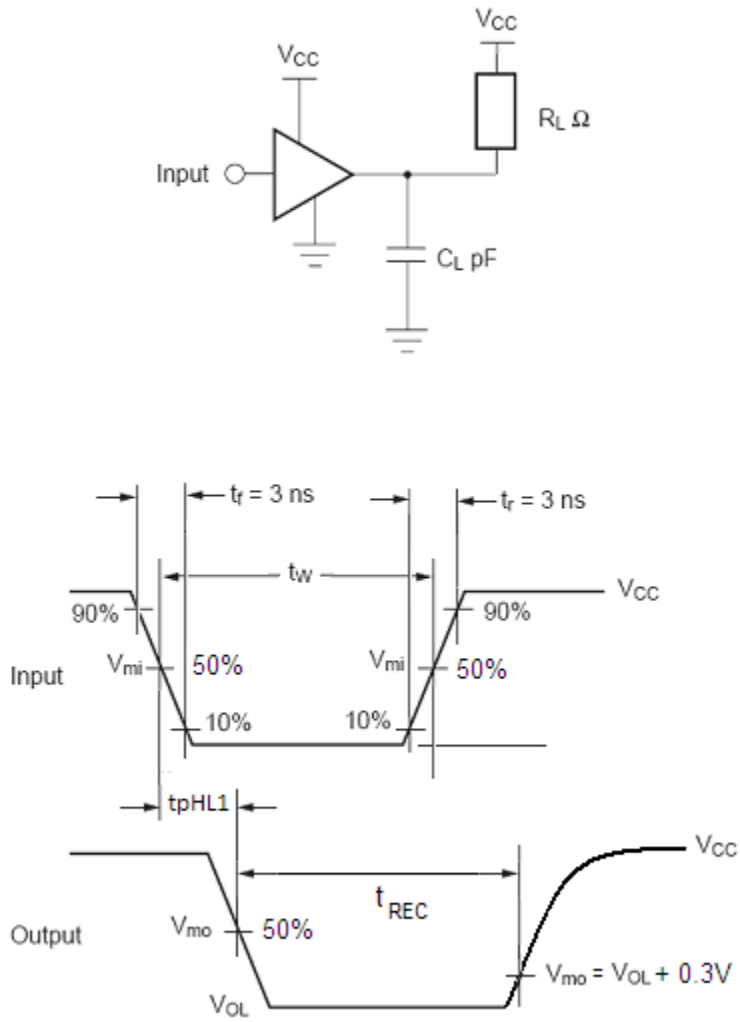 VCC
VCC
RL Ω
Input
CL pF
tf = 3 ns
tr = 3 ns
tW
VCC
90%
90%
Vmi
50%
Vmi
50%
Input
10%
10%
tpHL1
VCC
tREC
Vmo
50%
Output
Vmo = VOL + 0.3V
VOL